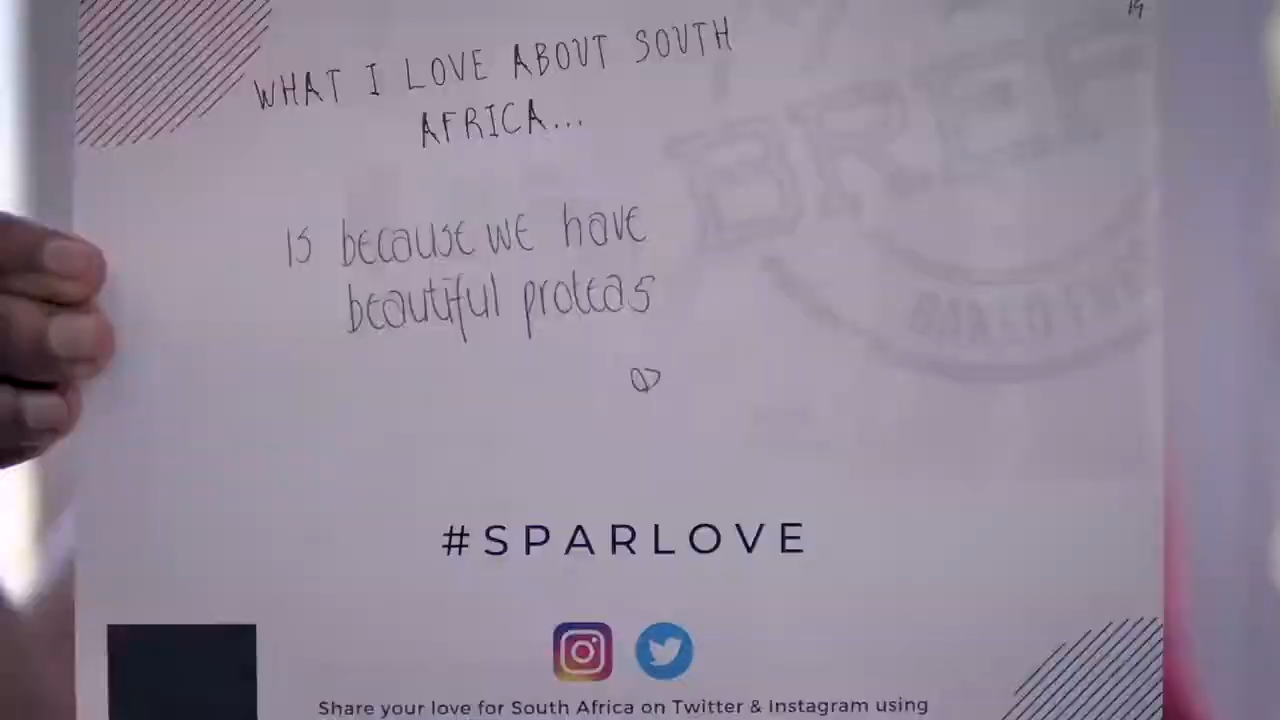 WHAT I LOVE ABOUT SOUTH
AFRICA...
IS because WE have
beautiful proteas
#SPARLOVE
Share your love for South Africa on Twitter & Instagram using